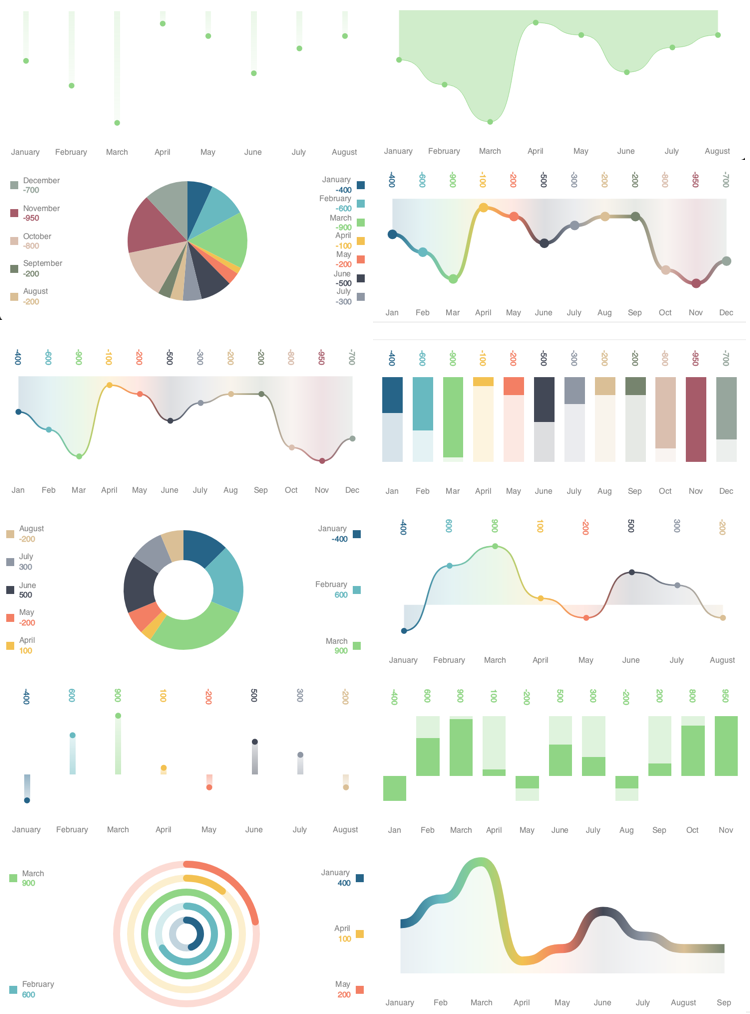 January February March April May June July August
January February March April May June July August
December
-700
November
-950
October
-800
September
-200
August
-200
January
-400
February
-600
March
-900
April
-100
May
-200
June
-500
July
-300
-400 -600 -900 -100 -200 -500 -300 -200 -200 -800 -950 -700
Jan Feb Mar April May June July Aug Sep Oct Nov Dec
-400 -600 -900 -100 -200 -500 -300 -200 -200 -800 -950 -700
Jan Feb Mar April May June July Aug Sep Oct Nov Dec
-400 -600 -900 -100 -200 -500 -300 -200 -200 -800 -950 -700
Jan Feb Mar April May June July Aug Sep Oct Nov Dec
August
-200
July
300
June
500
May
-200
April
100
January
-400
February
600
March
900
-400 600 900 100 -200 500 300 -200
January February March April May June July August
-400 600 900 100 -200 500 300 -200
January February March April May June July August
-400 600 900 100 -200 500 300 -200 200 800 950
Jan Feb March April May June July Aug Sep Oct Nov
March
900
February
600
January
400
April
100
May
200
January Feb March April May June July August Sep